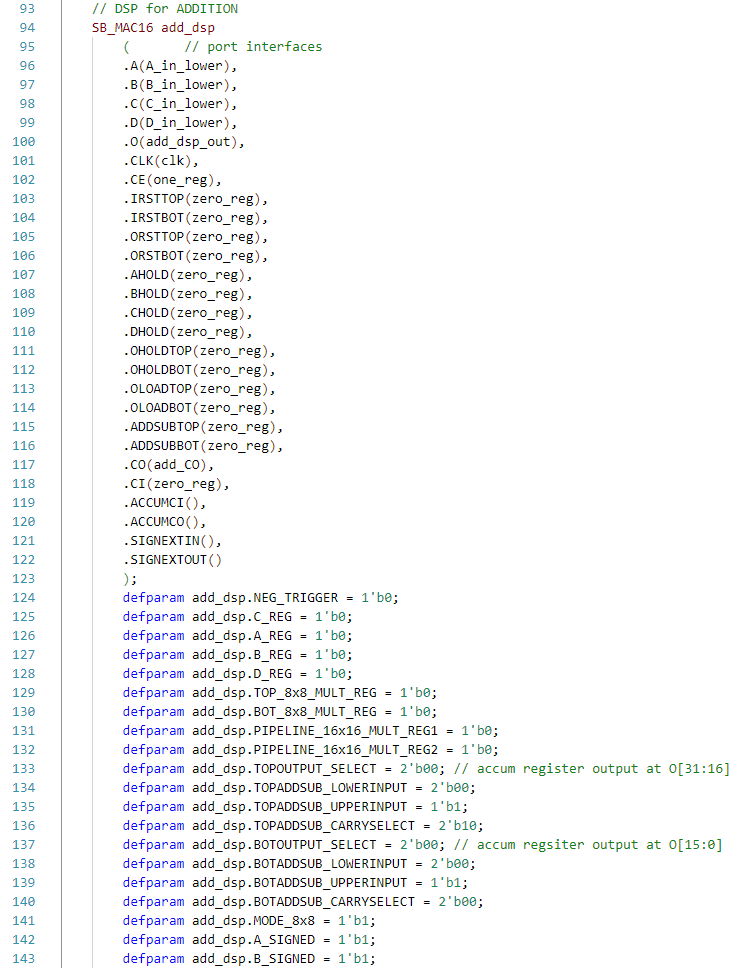 93 // DSP for ADDITION
94 SB_MAC16 add_dsp
95 ( // port interfaces
96 .A(A_in_lower),
97 .B(B_in_lower),
98 .C(C_in_lower),
99 .D(D_in_lower),
100 .O(add_dsp_out),
101 .CLK(clk),
102 .CE(one_reg),
103 .IRSTTOP(zero_reg),
104 .IRSTBOT(zero_reg),
105 .ORSTTOP(zero_reg),
106 .ORSTBOT(zero_reg),
107 .AHOLD(zero_reg),
108 .BHOLD(zero_reg),
109 .CHOLD(zero_reg),
110 .DHOLD(zero_reg),
111 .OHOLDTOP(zero_reg),
112 .OHOLDBOT(zero_reg),
113 .OLOADTOP(zero_reg),
114 .OLOADBOT(zero_reg),
115 .ADDSUBTOP(zero_reg),
116 .ADDSUBBOT(zero_reg),
117 .CO(add_CO),
118 .CI(zero_reg),
119 .ACCUMCI(),
120 .ACCUMCO(),
121 .SIGNEXTIN(),
122 .SIGNEXTOUT()
123 );
124 defparam add_dsp.NEG_TRIGGER = 1'b0;
125 defparam add_dsp.C_REG = 1'b0;
126 defparam add_dsp.A_REG = 1'b0;
127 defparam add_dsp.B_REG = 1'b0;
128 defparam add_dsp.D_REG = 1'b0;
129 defparam add_dsp.TOP_8x8_MULT_REG = 1'b0;
130 defparam add_dsp.BOT_8x8_MULT_REG = 1'b0;
131 defparam add_dsp.PIPELINE_16x16_MULT_REG1 = 1'b0;
132 defparam add_dsp.PIPELINE_16x16_MULT_REG2 = 1'b0;
133 defparam add_dsp.TOPOUTPUT_SELECT = 2'b00; // accum register output at O[31:16]
134 defparam add_dsp.TOPADDSUB_LOWERINPUT = 2'b00;
135 defparam add_dsp.TOPADDSUB_UPPERINPUT = 1'b1;
136 defparam add_dsp.TOPADDSUB_CARRYSELECT = 2'b10;
137 defparam add_dsp.BOTOUTPUT_SELECT = 2'b00; // accum regsiter output at O[15:0]
138 defparam add_dsp.BOTADDSUB_LOWERINPUT = 2'b00;
139 defparam add_dsp.BOTADDSUB_UPPERINPUT = 1'b1;
140 defparam add_dsp.BOTADDSUB_CARRYSELECT = 2'b00;
141 defparam add_dsp.MODE_8x8 = 1'b1;
142 defparam add_dsp.A_SIGNED = 1'b1;
143 defparam add_dsp.B_SIGNED = 1'b1;